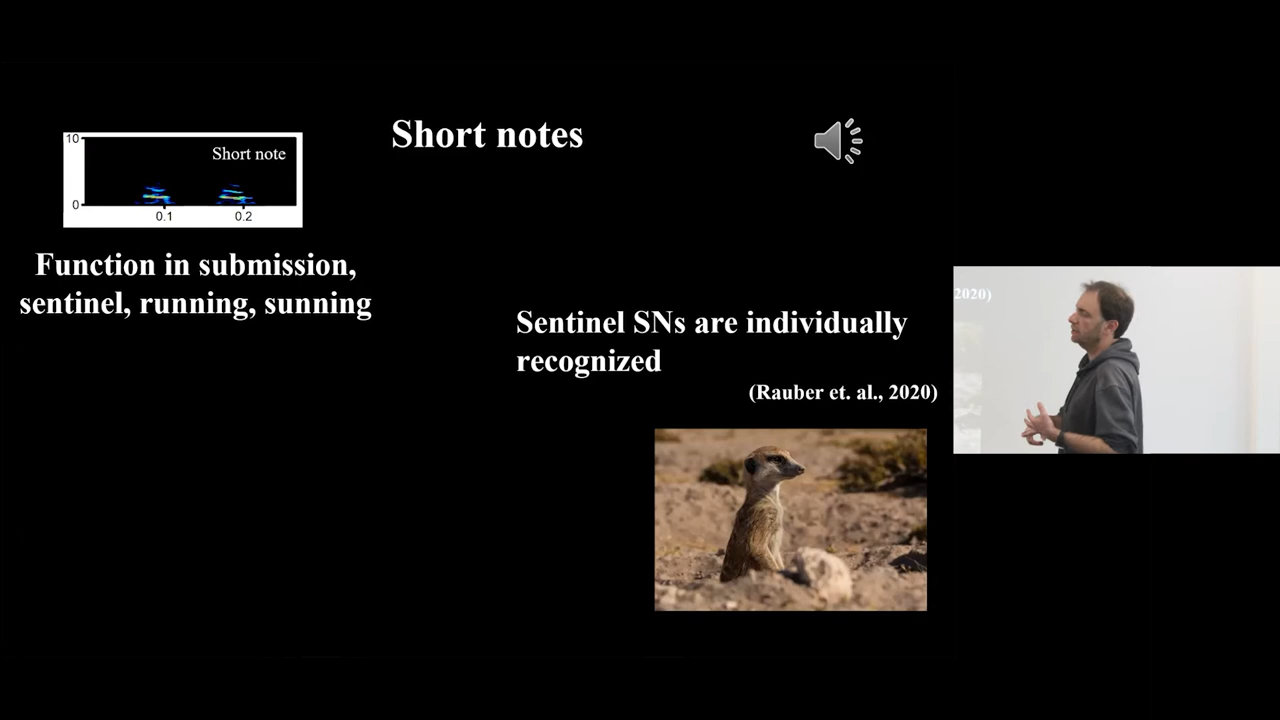 Short notes
10
Short note
0
0.1 0.2
Function in submission,
sentinel, running, sunning
Sentinel SNs are individually
recognized
(Rauber et. al., 2020)
2020)